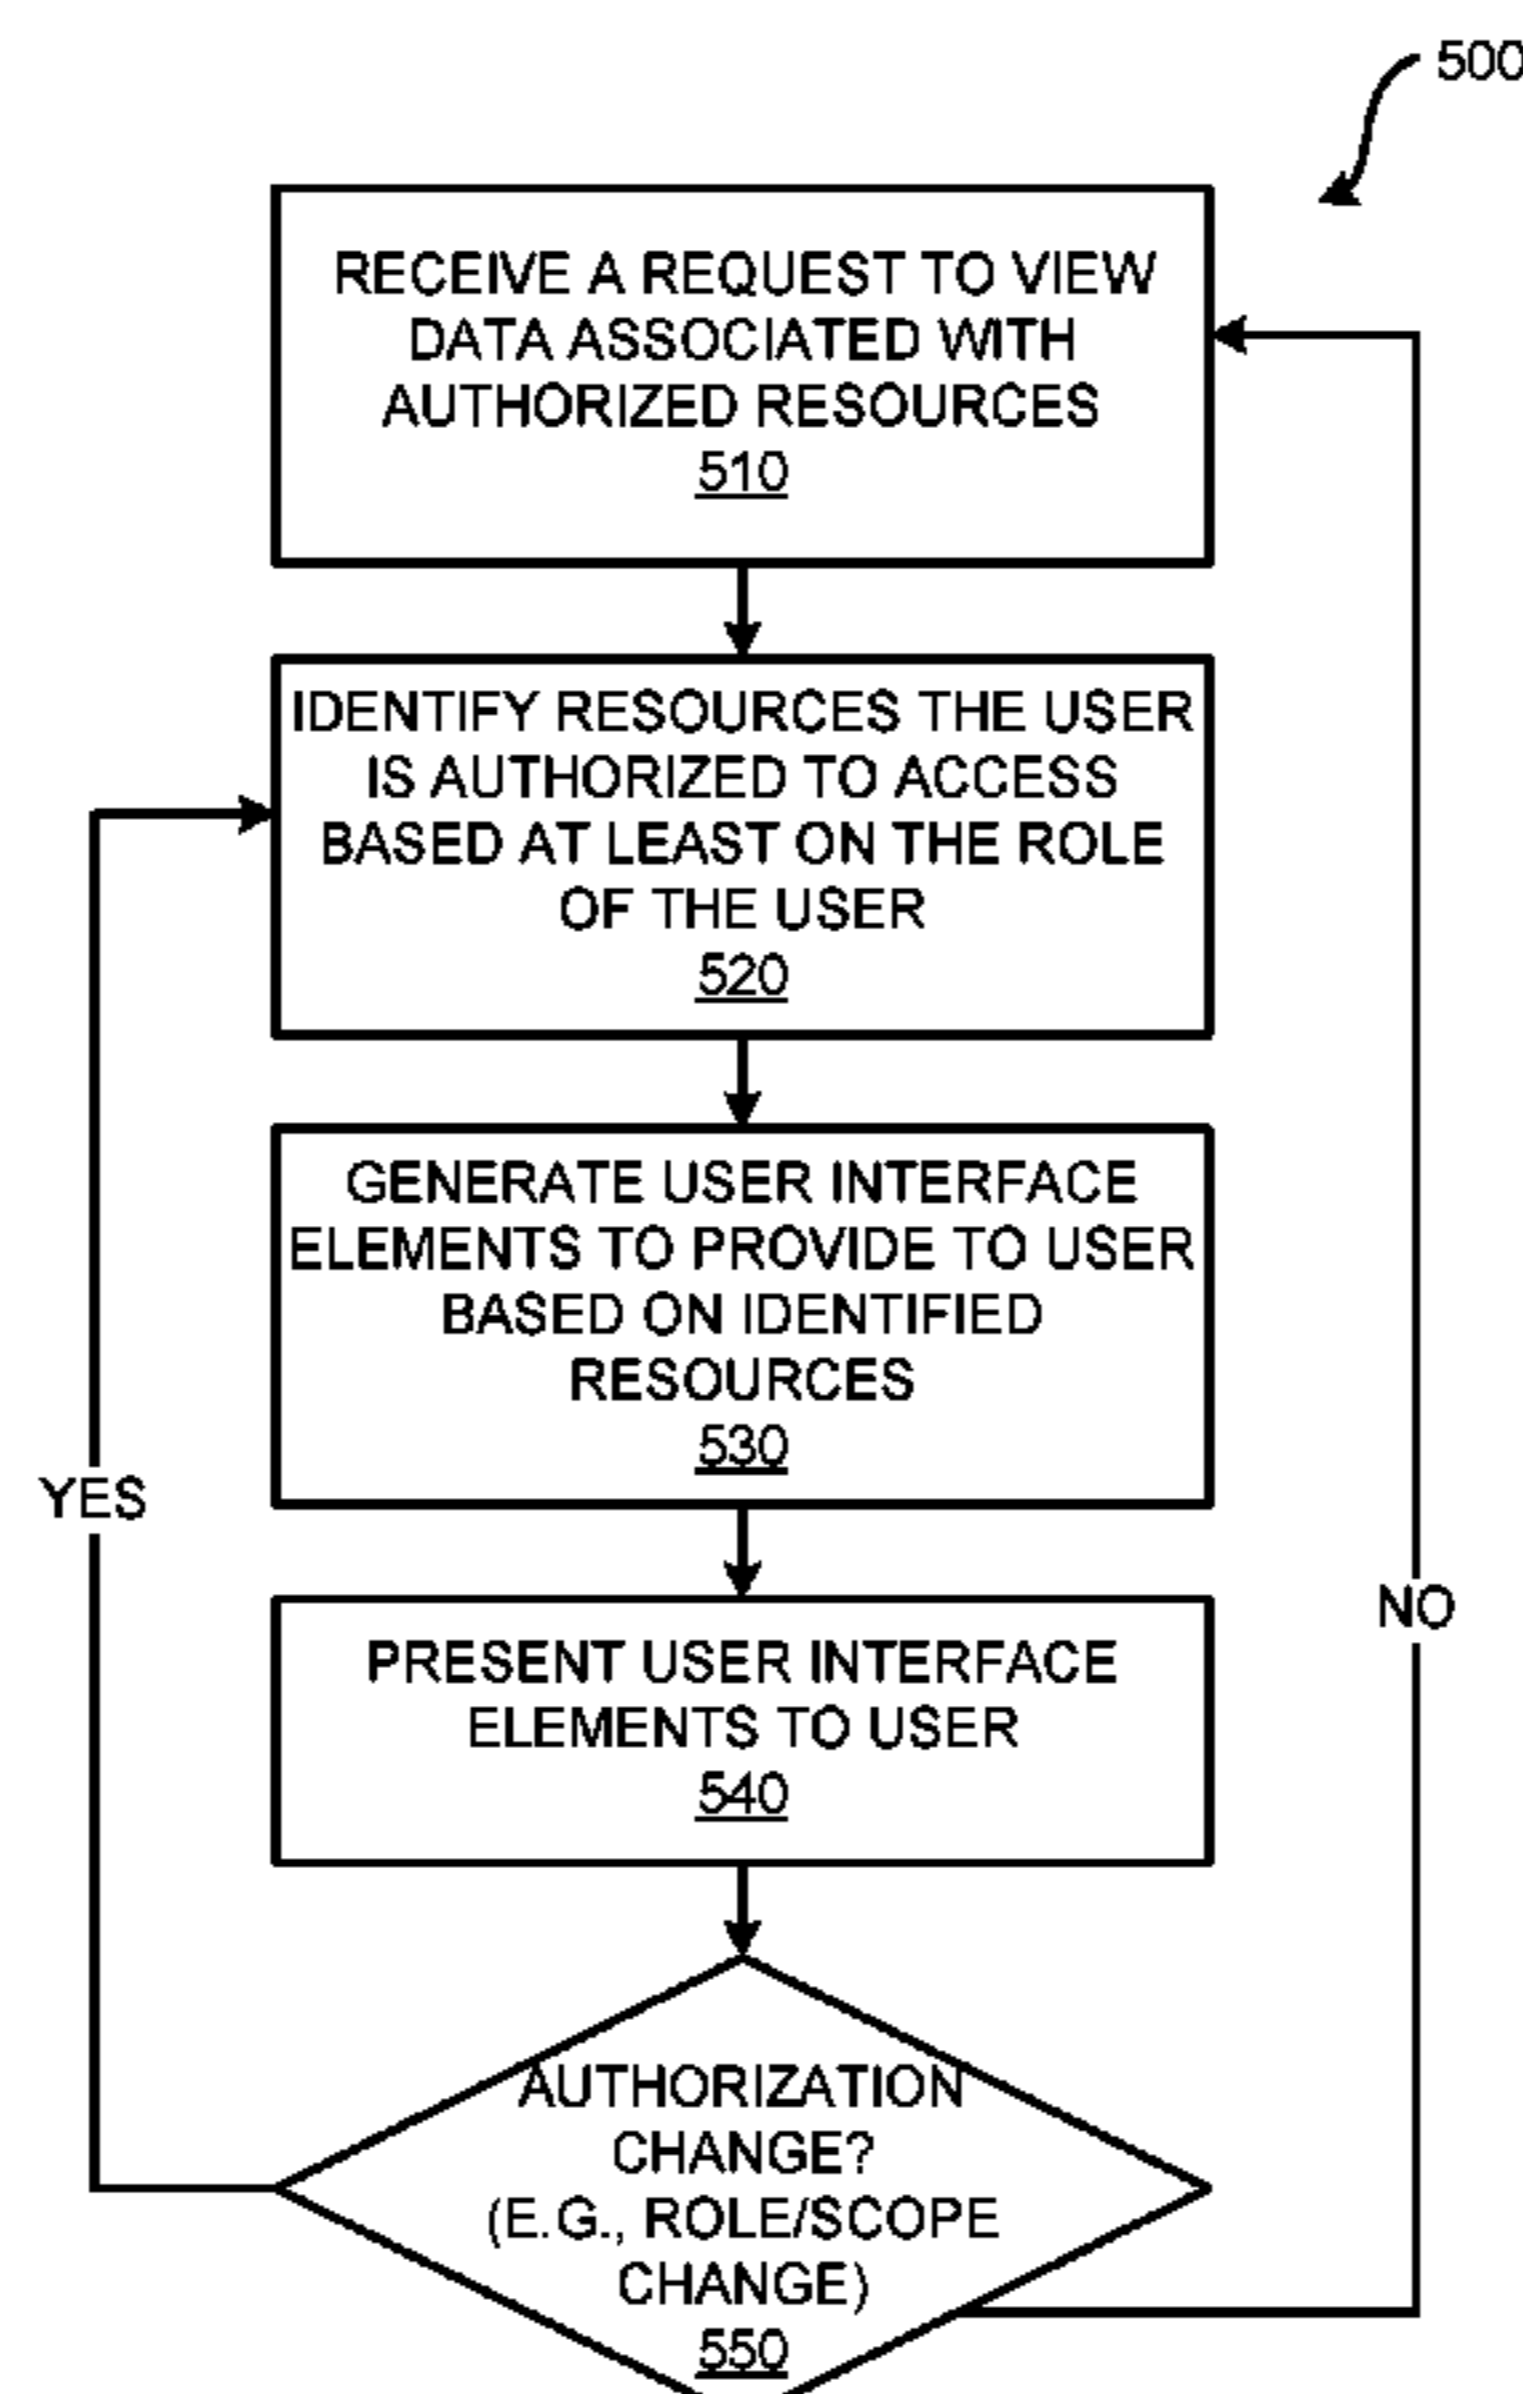 500
RECEIVE A REQUEST TO VIEW
DATA ASSOCIATED WITH
AUTHORIZED RESOURCES
510
IDENTIFY RESOURCES THE USER
IS AUTHORIZED TO ACCESS
BASED AT LEAST ON THE ROLE
OF THE USER
520
GENERATE USER INTERFACE
ELEMENTS TO PROVIDE TO USER
BASED ON IDENTIFIED
RESOURCES
530
YES
NO
PRESENT USER INTERFACE
ELEMENTS TO USER
540
AUTHORIZATION
CHANGE?
(E.G., ROLE/SCOPE
CHANGE)
550